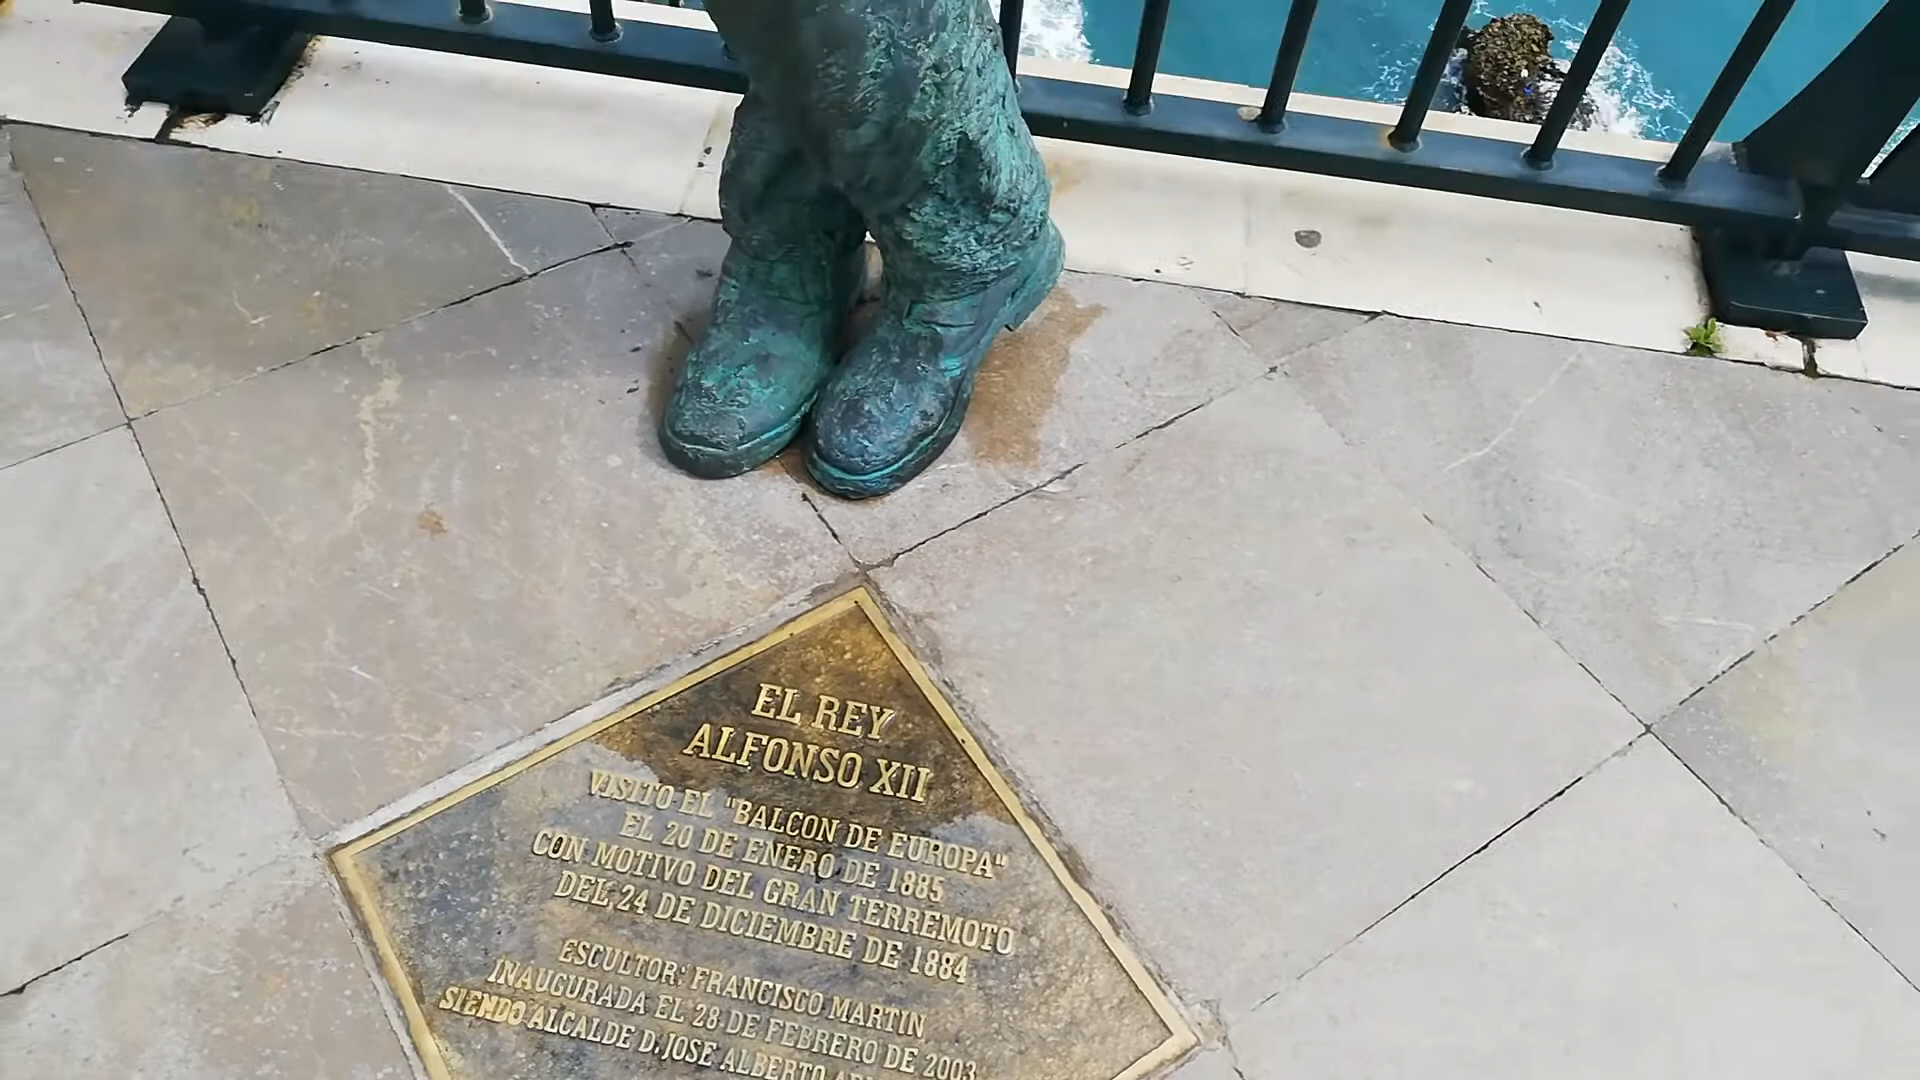 EL REY
ALFONSO XII
VISITO EL "BALCON DE EUROPA"
EL 20 DE ENERO DE 1885
CON MOTIVO DEL GRAN TERREMOTO
DEL 24 DE DICIEMBRE DE 1884
ESCULTOR: FRANCISCO MARTIN
INAUGURADA EL 28 DE FEBRERO DE 2003
SIENDO ALCALDE D. JOSE ALBERTO